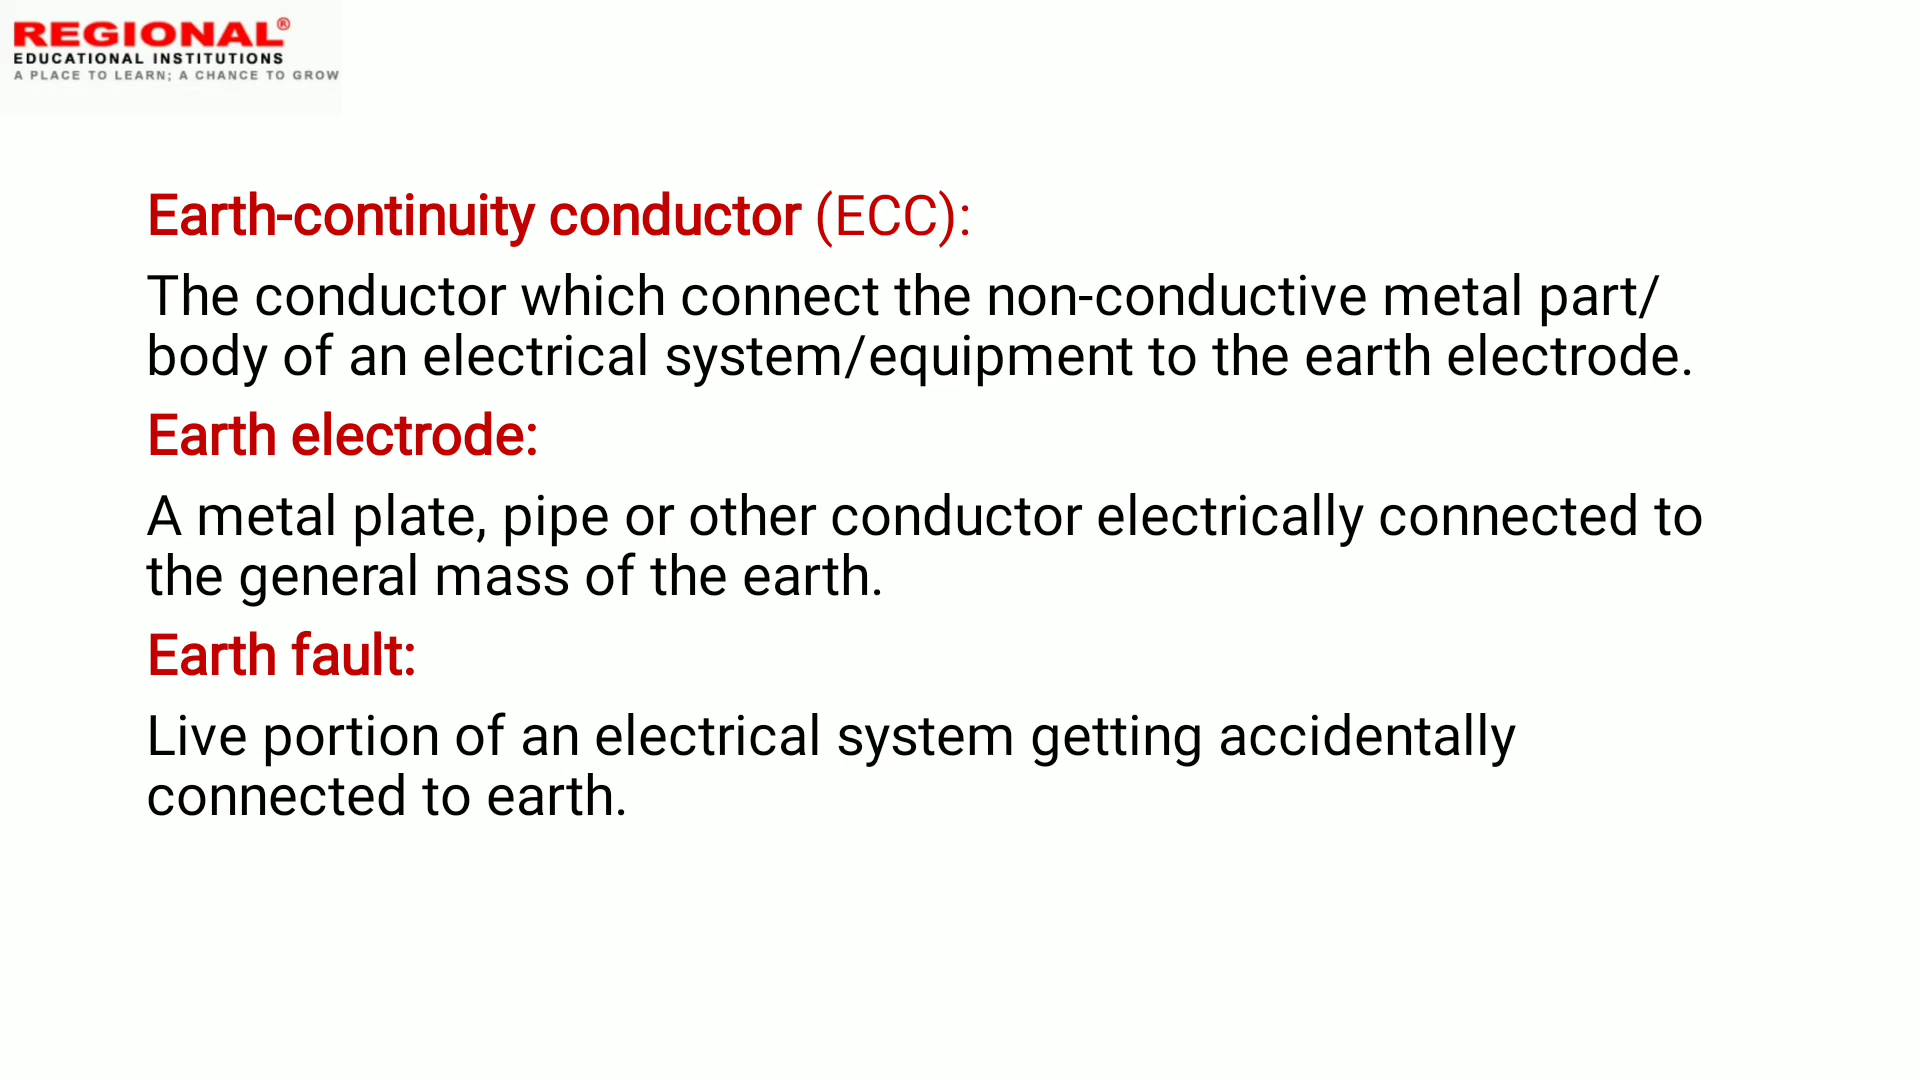 REGIONAL®
EDUCATIONAL INSTITUTIONS
A PLACE TO LEARN; A CHANCE TO GROW
Earth-continuity conductor (ECC):
The conductor which connect the non-conductive metal part/
body of an electrical system/equipment to the earth electrode.
Earth electrode:
A metal plate, pipe or other conductor electrically connected to
the general mass of the earth.
Earth fault:
Live portion of an electrical system getting accidentally
connected to earth.